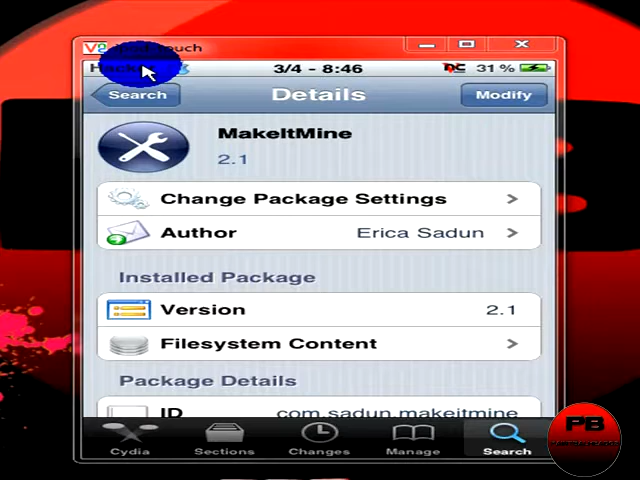 3/4 - 8:46
31 %
Search
Details
Modify
MakeItMine
2.1
Change Package Settings
Author
Erica Sadun
Installed Package
Version
2.1
Filesystem Content
Package Details
ID
com.sadun.makeitmine
Cydia
Sections
Changes
Manage
Search
PB